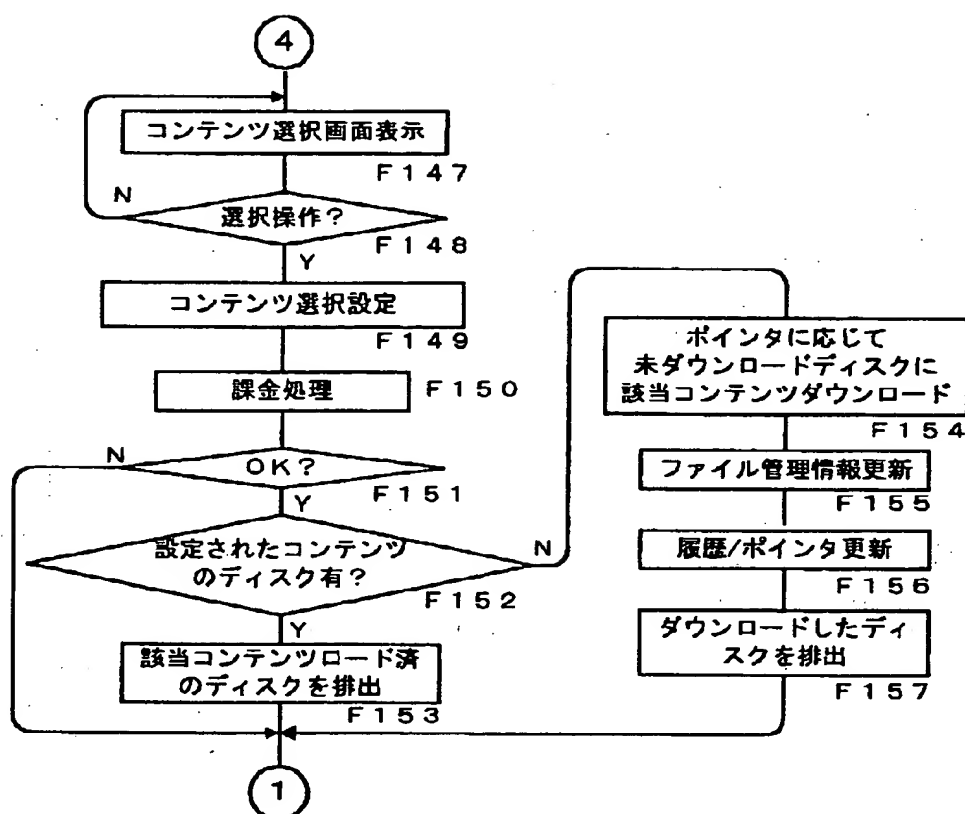 4
コンテンツ選択画面表示
F147
N
選択操作?
F148
Y
コンテンツ選択設定
F149
課金処理
F150
N
OK?
F151
Y
設定されたコンテンツ
のディスク有?
N
F152
Y
該当コンテンツロード済
のディスクを排出
F153
1
ポインタに応じて
未ダウンロードディスクに
該当コンテンツダウンロード
F154
ファイル管理情報更新
F155
履歴/ポインタ更新
F156
ダウンロードしたディ
スクを排出
F157